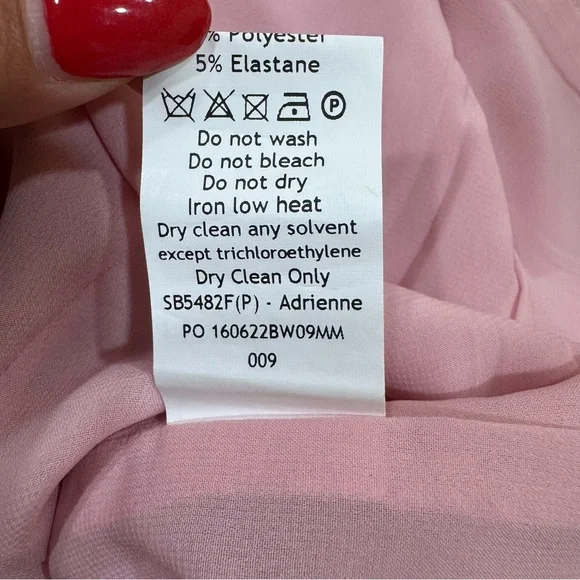 % Polyester
5% Elastane
P
Do not wash
Do not bleach
Do not dry
Iron low heat
Dry clean any solvent
except trichloroethylene
Dry Clean Only
SB5482F(P) - Adrienne
PO 160622BW09MM
009